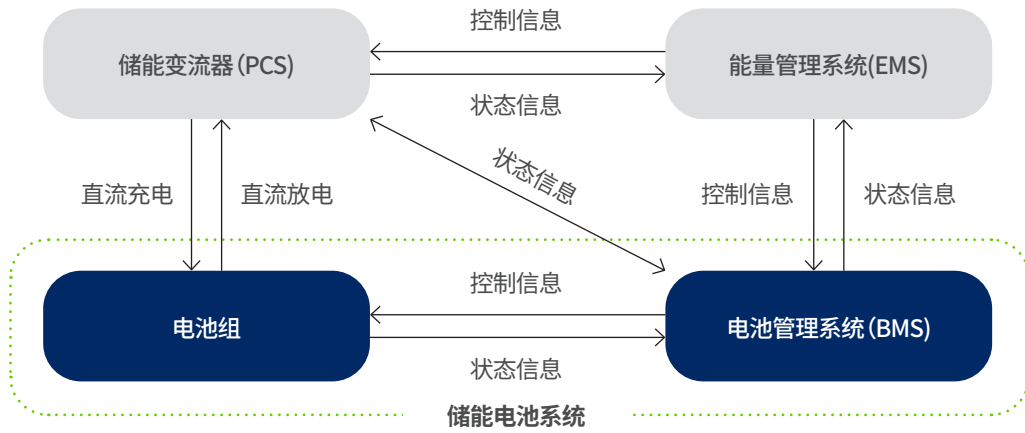 控制信息
储能变流器(PCS)
能量管理系统(EMS)
状态信息
状态信息
直流充电
直流放电
控制信息
状态信息
控制信息
电池组
电池管理系统(BMS)
状态信息
储能电池系统